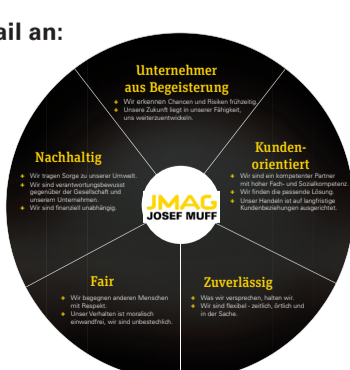 ail an:
Unternehmer
aus Begeisterung
+ Wir erkennen Chancen und Risiken frühzeitig.
+ Unsere Zukunft liegt in unserer Fähigkeit,
uns weiterzuentwickeln.
Kunden-
orientiert
+ Wir sind ein kompetenter Partner
mit hoher Fach- und Sozialkompetenz.
+ Wir finden die passende Lösung.
+ Unser Handeln ist auf langfristige
Kundenbeziehungen ausgerichtet.
Nachhaltig
+ Wir tragen Sorge zu unserer Umwelt.
+ Wir sind verantwortungsbewusst
gegenüber der Gesellschaft und
unserem Unternehmen.
+ Wir sind finanziell unabhängig.
JMAG
JOSEF MUFF
Fair
+ Wir begegnen anderen Menschen
mit Respekt.
+ Unser Verhalten ist moralisch
einwandfrei, wir sind unbestechlich.
Zuverlässig
+ Was wir versprechen, halten wir.
+ Wir sind flexibel - zeitlich, örtlich und
in der Sache.